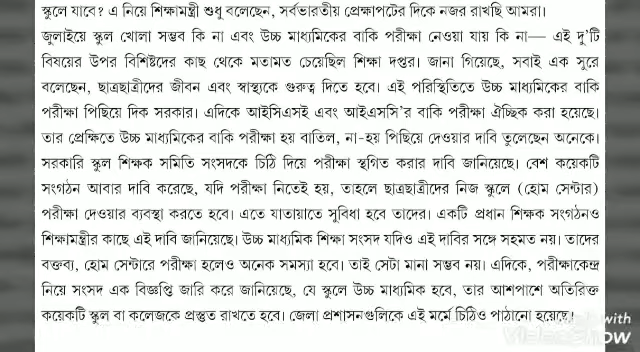 স্কুলে যাবে? এ নিয়ে শিক্ষামন্ত্রী শুধু বলেছেন, সর্বভারতীয় প্রেক্ষাপটের দিকে নজর রাখছি আমরা।
জুলাইয়ে স্কুল খোলা সম্ভব কি না এবং উচ্চ মাধ্যমিকের বাকি পরীক্ষা নেওয়া যায় কি না— এই দু'টি
বিষয়ের উপর বিশিষ্টদের কাছ থেকে মতামত চেয়েছিল শিক্ষা দপ্তর। জানা গিয়েছে, সবাই এক সুরে
বলেছেন, ছাত্রছাত্রীদের জীবন এবং স্বাস্থ্যকে গুরুত্ব দিতে হবে। এই পরিস্থিতিতে উচ্চ মাধ্যমিকের বাকি
পরীক্ষা পিছিয়ে দিক সরকার। এদিকে আইসিএসই এবং আইএসসি'র বাকি পরীক্ষা ঐচ্ছিক করা হয়েছে।
তার প্রেক্ষিতে উচ্চ মাধ্যমিকের বাকি পরীক্ষা হয় বাতিল, না-হয় পিছিয়ে দেওয়ার দাবি তুলেছেন অনেকে।
সরকারি স্কুল শিক্ষক সমিতি সংসদকে চিঠি দিয়ে পরীক্ষা স্থগিত করার দাবি জানিয়েছে। বেশ কয়েকটি
সংগঠন আবার দাবি করেছে, যদি পরীক্ষা নিতেই হয়, তাহলে ছাত্রছাত্রীদের নিজ স্কুলে (হোম সেন্টার)
পরীক্ষা দেওয়ার ব্যবস্থা করতে হবে। এতে যাতায়াতে সুবিধা হবে তাদের। একটি প্রধান শিক্ষক সংগঠনও
শিক্ষামন্ত্রীর কাছে এই দাবি জানিয়েছে। উচ্চ মাধ্যমিক শিক্ষা সংসদ যদিও এই দাবির সঙ্গে সহমত নয়। তাদের
বক্তব্য, হোম সেন্টারে পরীক্ষা হলেও অনেক সমস্যা হবে। তাই সেটা মানা সম্ভব নয়। এদিকে, পরীক্ষাকেন্দ্র
নিয়ে সংসদ এক বিজ্ঞপ্তি জারি করে জানিয়েছে, যে স্কুলে উচ্চ মাধ্যমিক হবে, তার আশপাশে অতিরিক্ত
কয়েকটি স্কুল বা কলেজকে প্রস্তুত রাখতে হবে। জেলা প্রশাসনগুলিকে এই মর্মে চিঠিও পাঠানো হয়েছে।
with
VideoShow